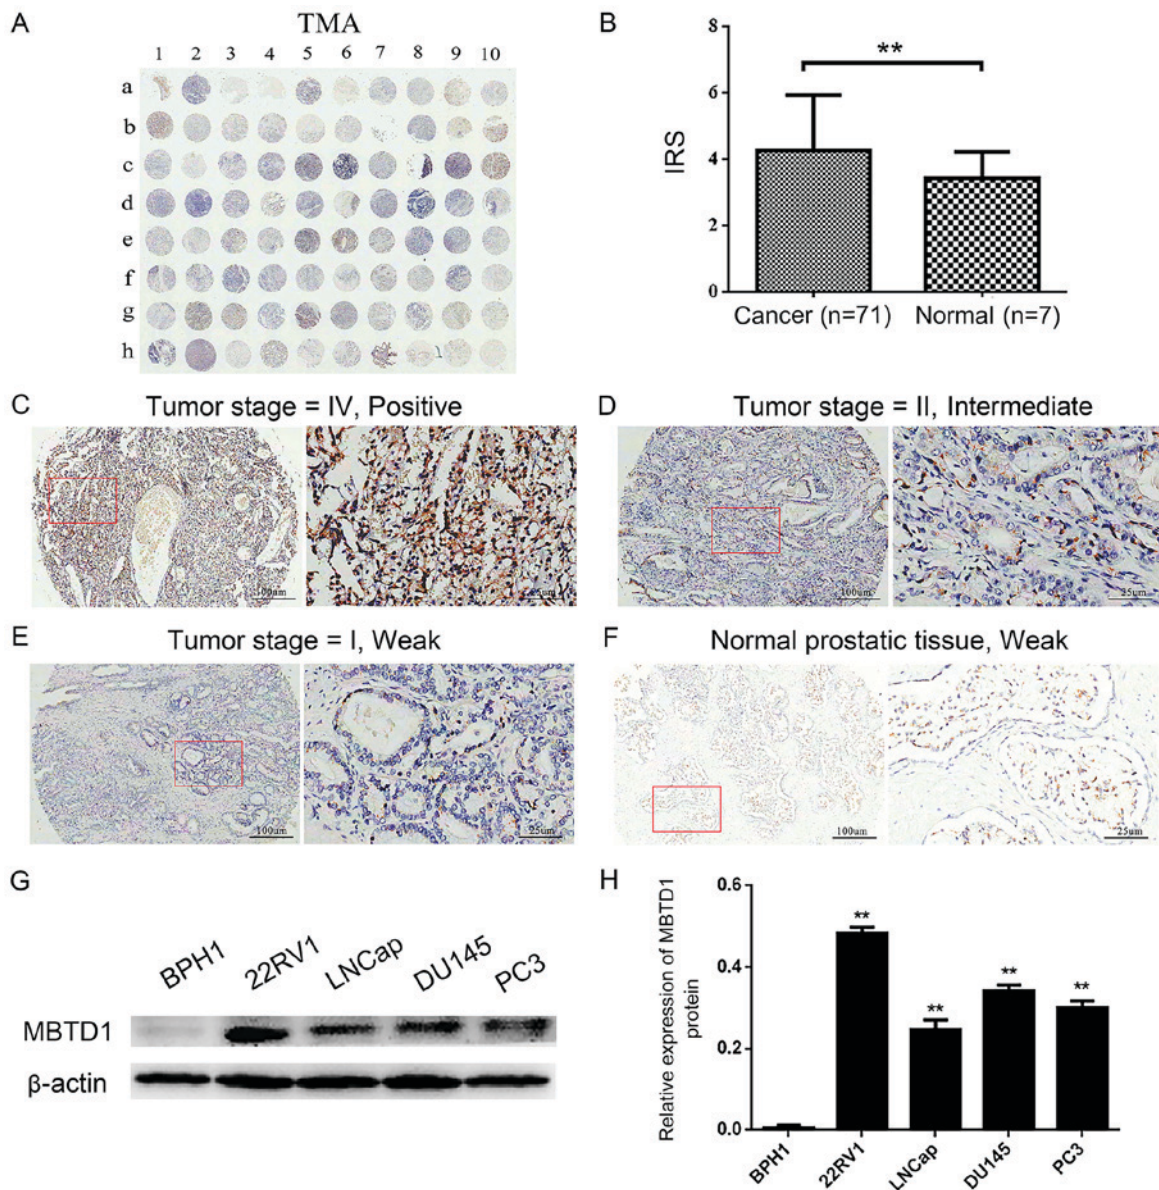 A
TMA
1 2 3 4 5 6 7 8 9 10
a
b
c
d
e
f
g
h
B
8
6
4
2
0
IRS
**
Cancer (n=71)
Normal (n=7)
C
Tumor stage = IV, Positive
100um
25um
D
Tumor stage = II, Intermediate
100um
25um
E
Tumor stage = I, Weak
100um
25um
F
Normal prostatic tissue, Weak
100um
25um
G
BPH1
22RV1
LNCap
DU145
PC3
MBTD1
β-actin
H
Relative expression of MBTD1
protein
0.6
0.4
0.2
0.0
**
**
**
**
BPH1
22RV1
LNCap
DU145
PC3